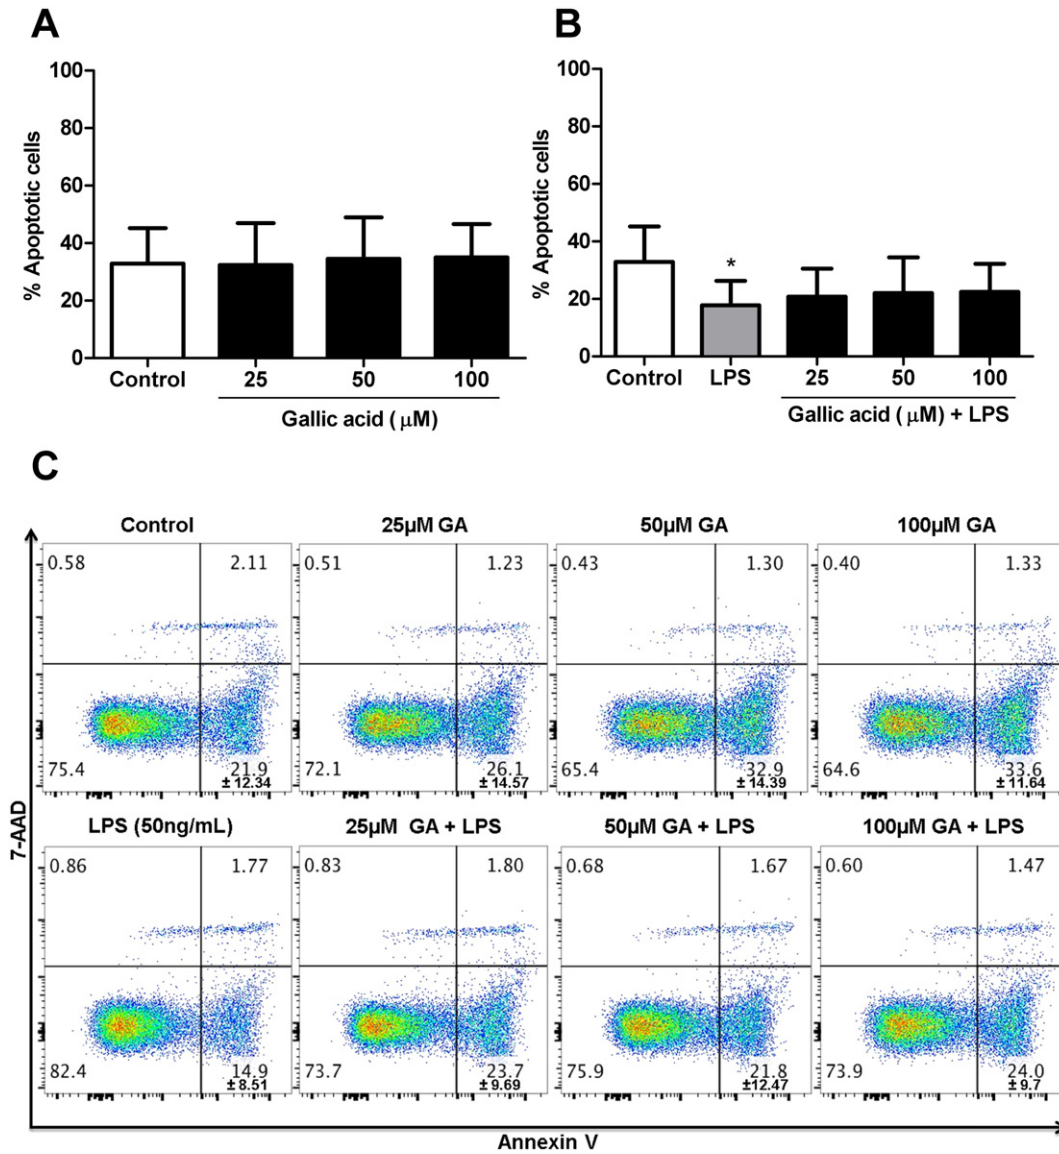 A
B
100
80
60
40
20
0
% Apoptotic cells
Control 25 50 100
Gallic acid ( μM)
100
80
60
40
20
0
% Apoptotic cells
*
Control LPS 25 50 100
Gallic acid ( μM) + LPS
C
Control 25μM GA 50μM GA 100μM GA
0.58 2.11 0.51 1.23 0.43 1.30 0.40 1.33
75.4 21.9 72.1 26.1 65.4 32.9 64.6 33.6
± 12.34 ± 14.57 ± 14.39 ± 11.64
LPS (50ng/mL) 25μM GA + LPS 50μM GA + LPS 100μM GA + LPS
0.86 1.77 0.83 1.80 0.68 1.67 0.60 1.47
82.4 14.9 73.7 23.7 75.9 21.8 73.9 24.0
± 8.51 ± 9.69 ±12.47 ± 9.7
7-AAD
Annexin V